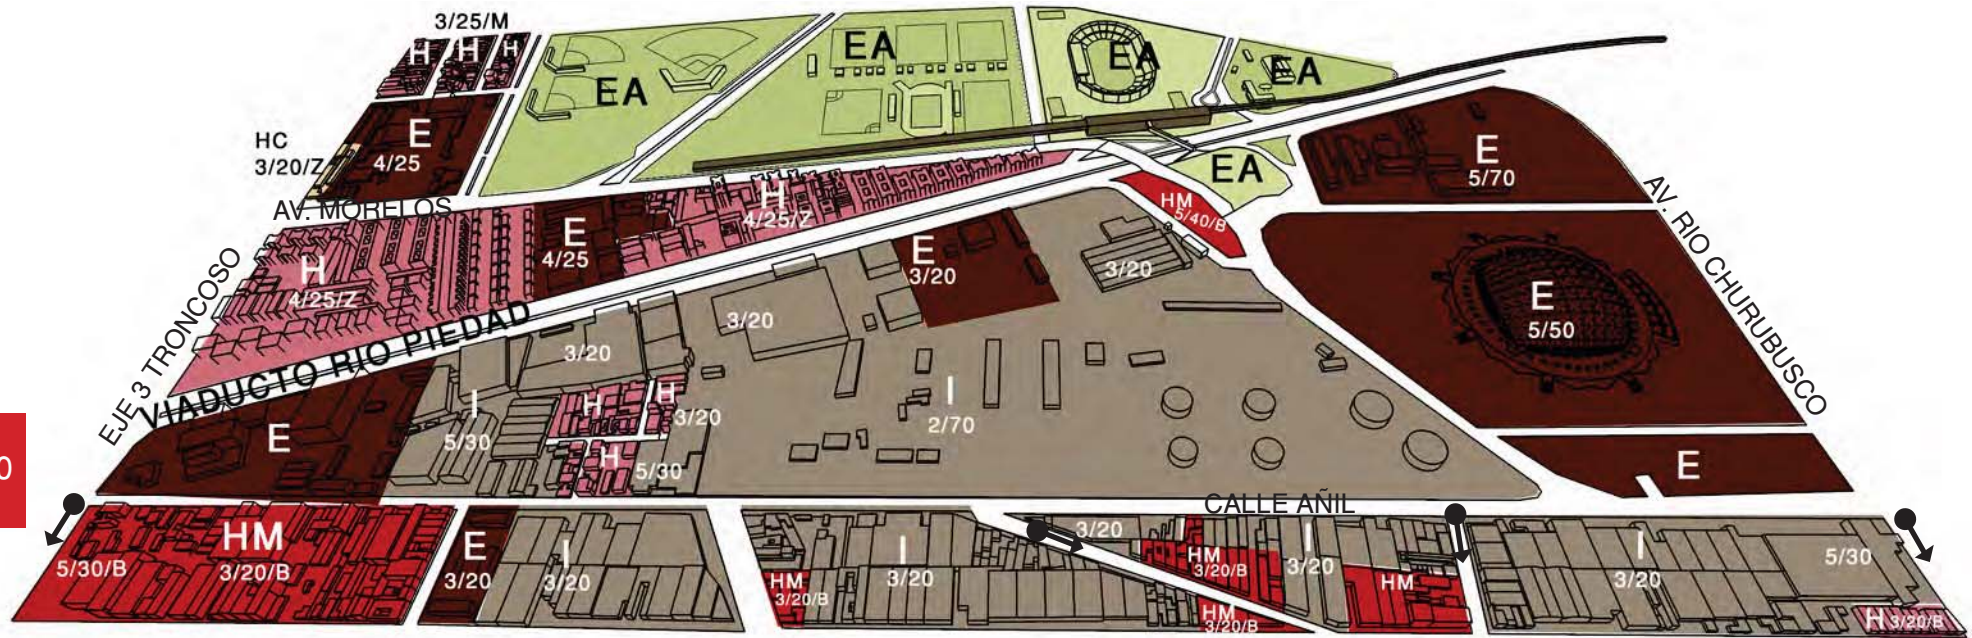 3/25/M
H H H
EA
EA
EA
EA
HC
3/20/Z
E
4/25
EA
E
5/70
AV. MORELOS
H
4/25/Z
E
4/25
H
4/25/Z
HM
5/40/B
AV. RIO CHURUBUSCO
EJE 3 TRONCOSO
VIADUCTO RIO PIEDAD
E
3/20
3/20
E
5/50
3/20
3/20
I
5/30
H
H
3/20
H
5/30
I
2/70
E
E
0
CALLE AÑIL
HM
5/30/B
3/20/B
E
3/20
I
3/20
HM
3/20/B
I
3/20
3/20
HM
3/20/B
HM
3/20/B
I
3/20
HM
I
3/20
5/30
H 3/20/B